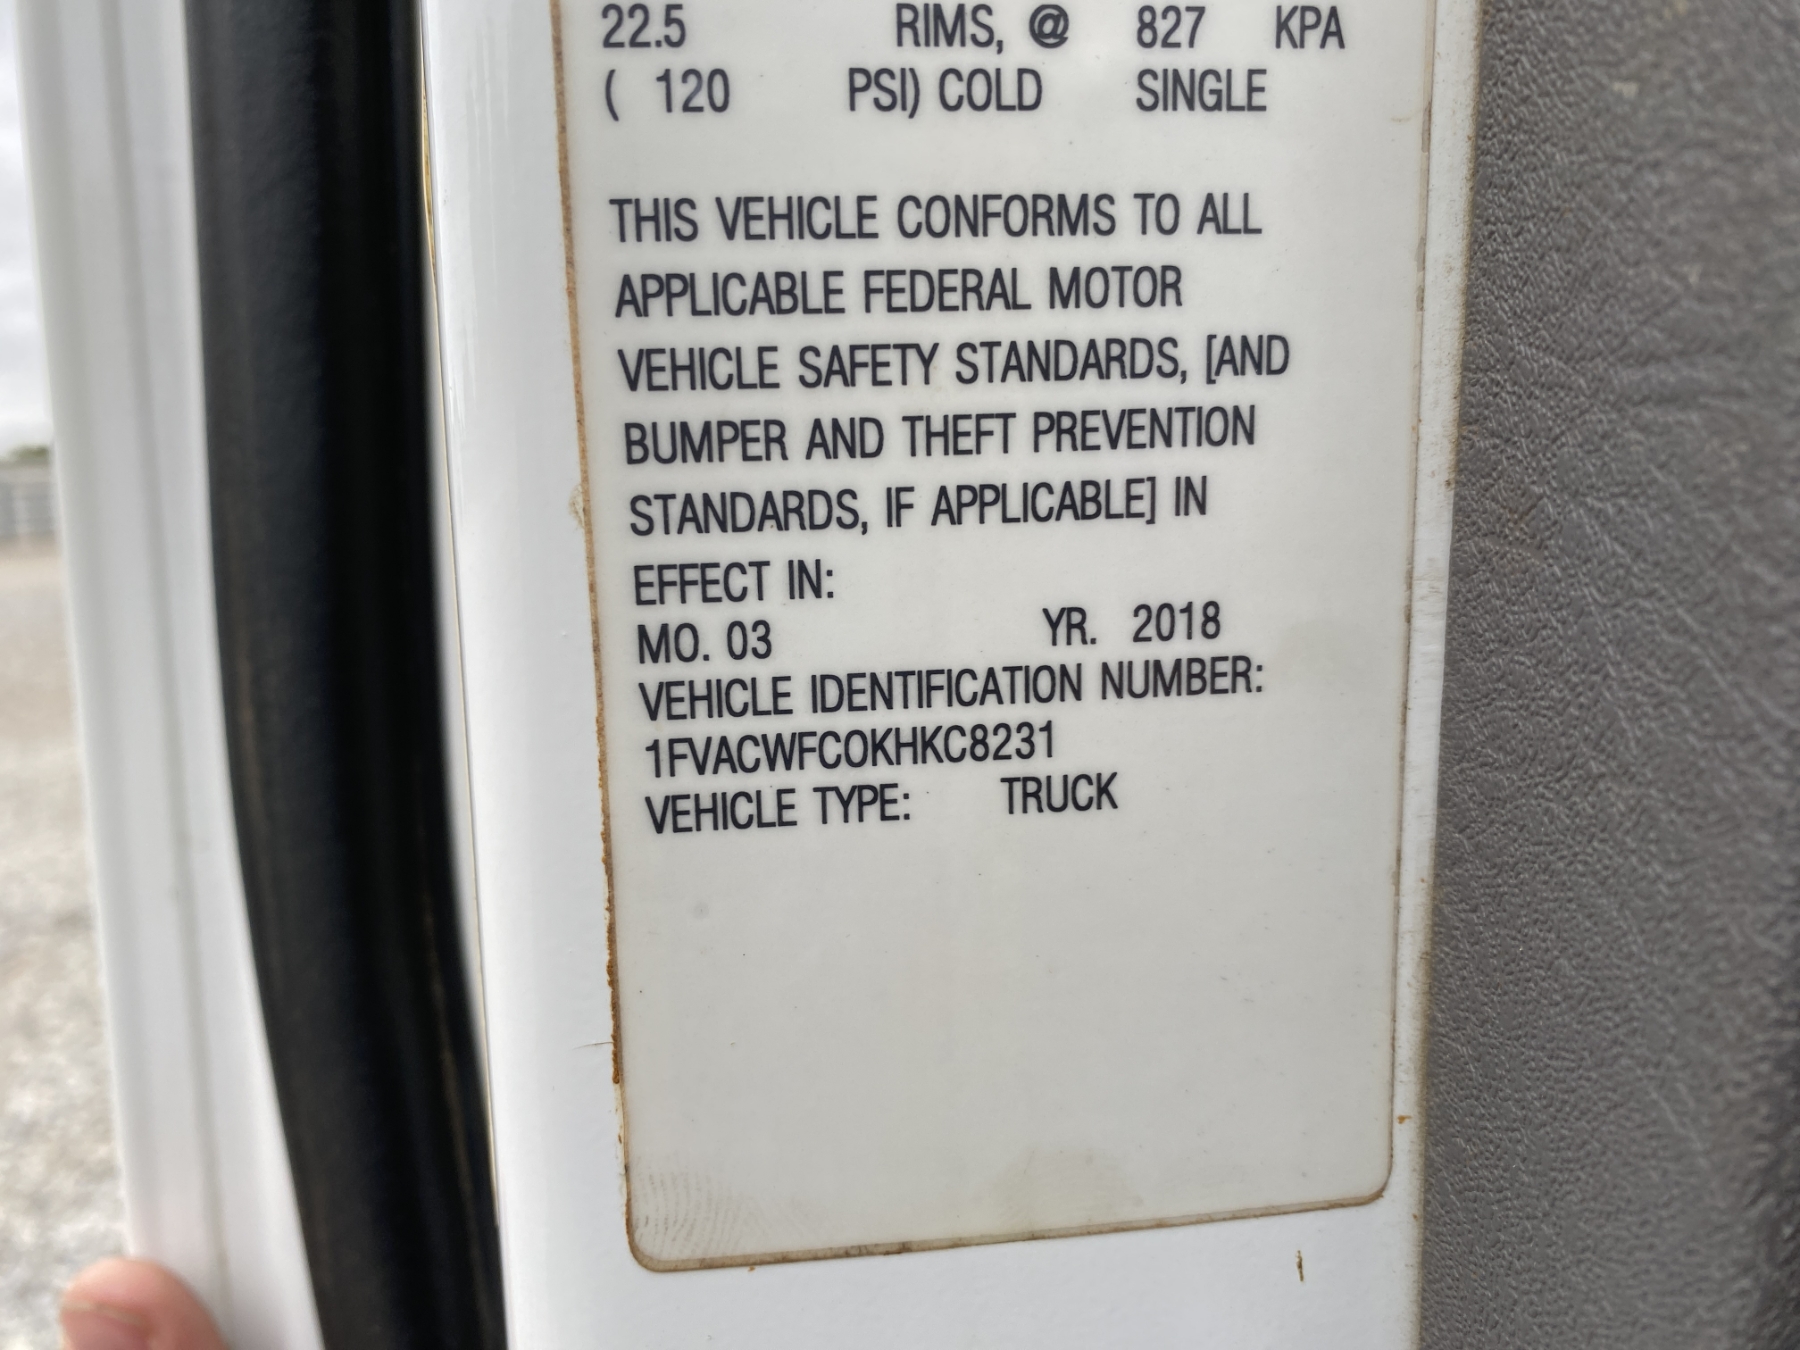 22.5 RIMS, @ 827 KPA
( 120 PSI) COLD SINGLE
THIS VEHICLE CONFORMS TO ALL
APPLICABLE FEDERAL MOTOR
VEHICLE SAFETY STANDARDS, [AND
BUMPER AND THEFT PREVENTION
STANDARDS, IF APPLICABLE] IN
EFFECT IN:
MO. 03 YR. 2018
VEHICLE IDENTIFICATION NUMBER:
1FVACWFC0KHKC8231
VEHICLE TYPE: TRUCK